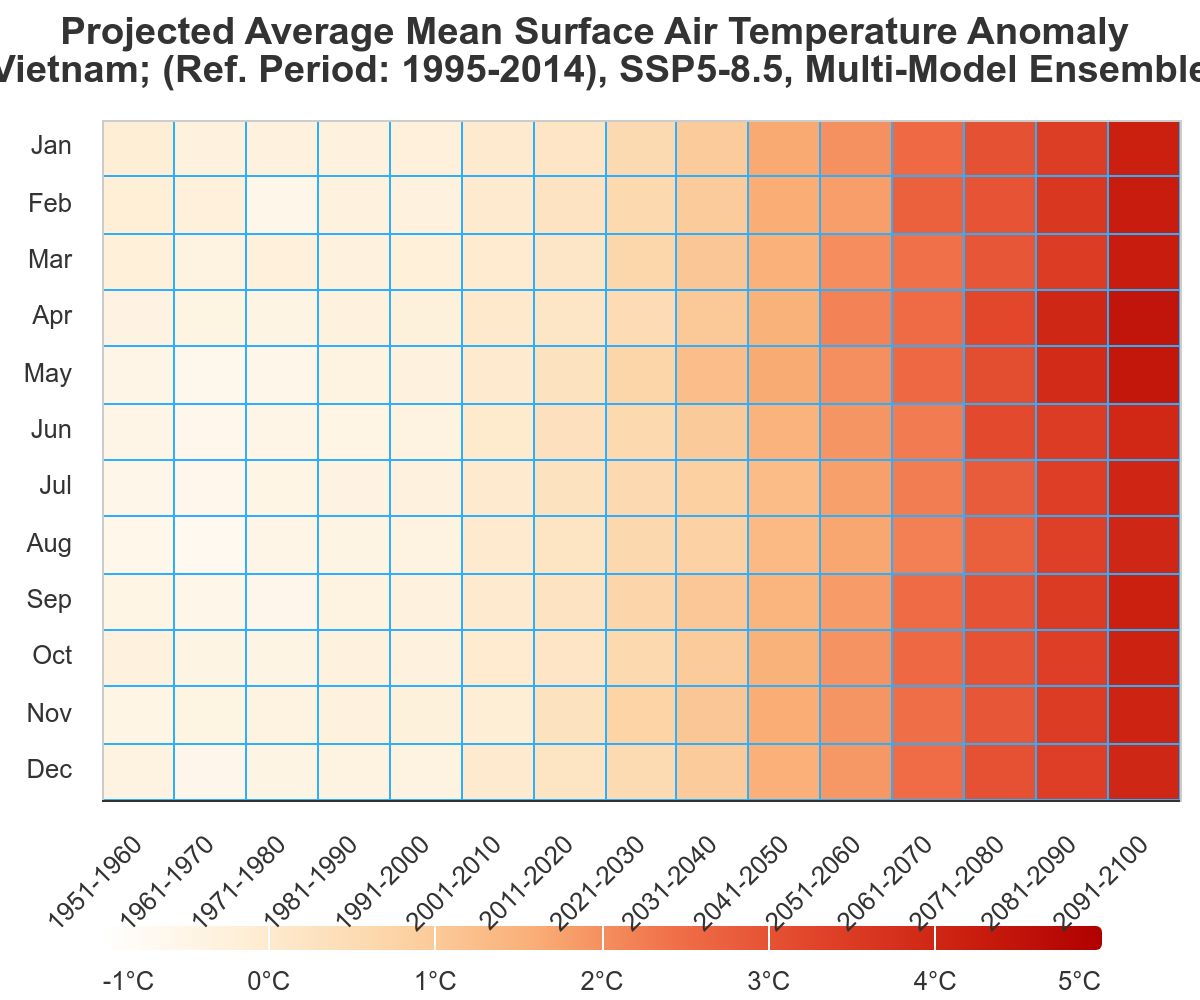 Projected Average Mean Surface Air Temperature Anomaly
Vietnam; (Ref. Period: 1995-2014), SSP5-8.5, Multi-Model Ensemble
Jan
Feb
Mar
Apr
May
Jun
Jul
Aug
Sep
Oct
Nov
Dec
1951-1960
1961-1970
1971-1980
1981-1990
1991-2000
2001-2010
2011-2020
2021-2030
2031-2040
2041-2050
2051-2060
2061-2070
2071-2080
2081-2090
2091-2100
-1°C 0°C 1°C 2°C 3°C 4°C 5°C